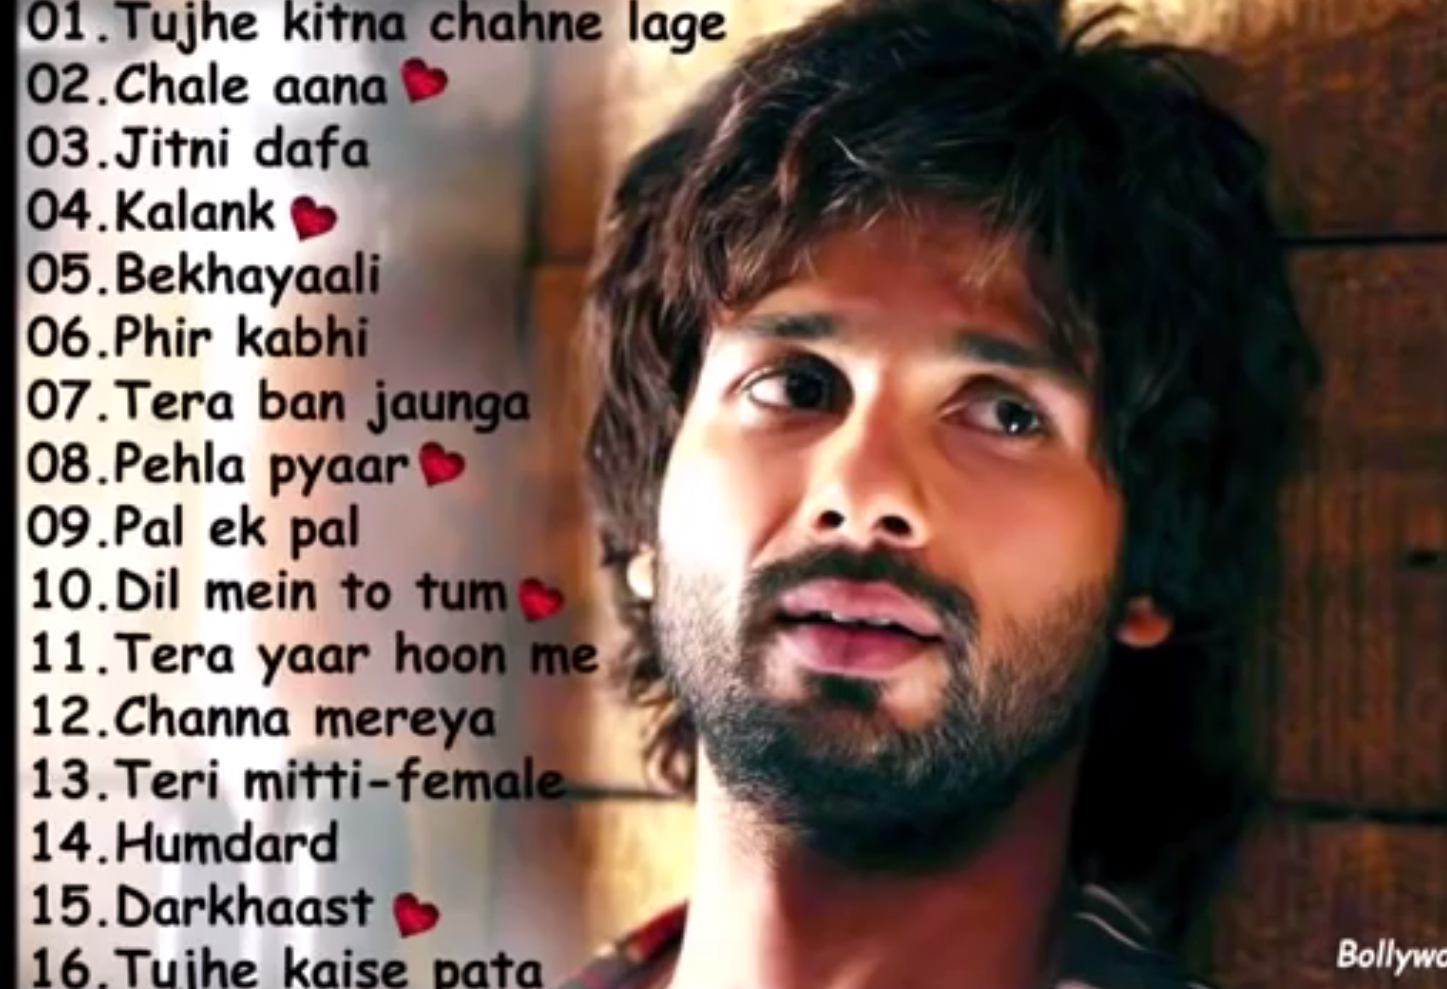 01.Tujhe kitna chahne lage
02.Chale aana
03.Jitni dafa
04.Kalank
05.Bekhayaali
06.Phir kabhi
07.Tera ban jaunga
08.Pehla pyaar
09.Pal ek pal
10.Dil mein to tum
11.Tera yaar hoon me
12.Channa mereya
13.Teri mitti-female
14.Humdard
15.Darkhaast
16.Tujhe kaise pata